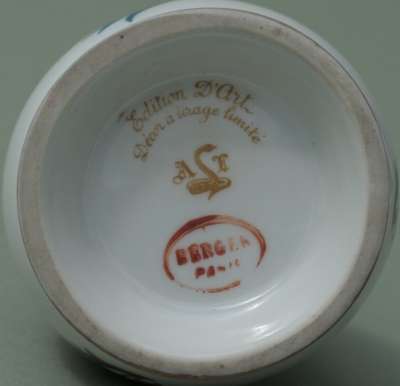 Edition D'Art
Décor a tirage limité
BERGER
PARIS